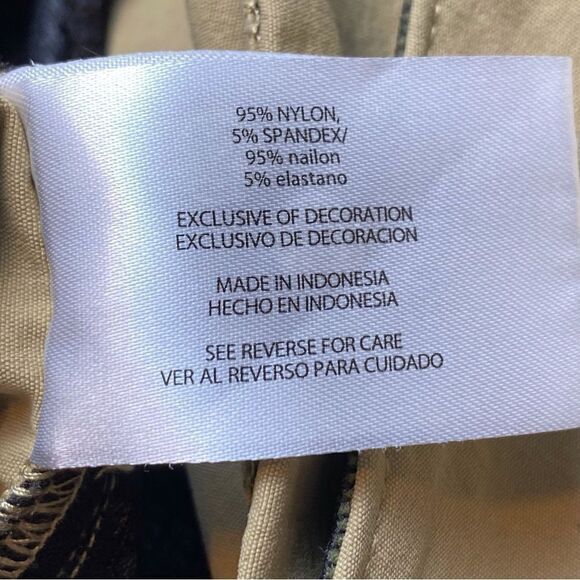 95% NYLON,
5% SPANDEX/
95% nailon
5% elastano
EXCLUSIVE OF DECORATION
EXCLUSIVO DE DECORACION
MADE IN INDONESIA
HECHO EN INDONESIA
SEE REVERSE FOR CARE
VER AL REVERSO PARA CUIDADO